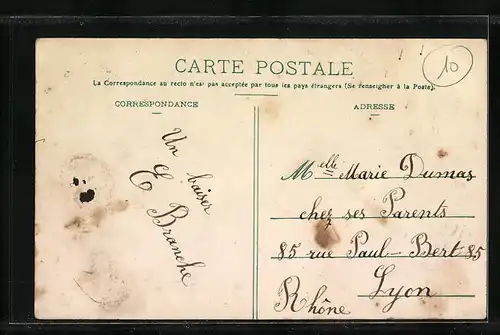 CARTE POSTALE
La Correspondance au recto n'est pas acceptée par tous les pays étrangers (Se renseigner à la Poste).
CORRESPONDANCE
ADRESSE
10
Un baiser
E Branche
Melle Marie Dumas
chez ses Parents
85 rue Paul-Bert 85
Lyon
Rhône